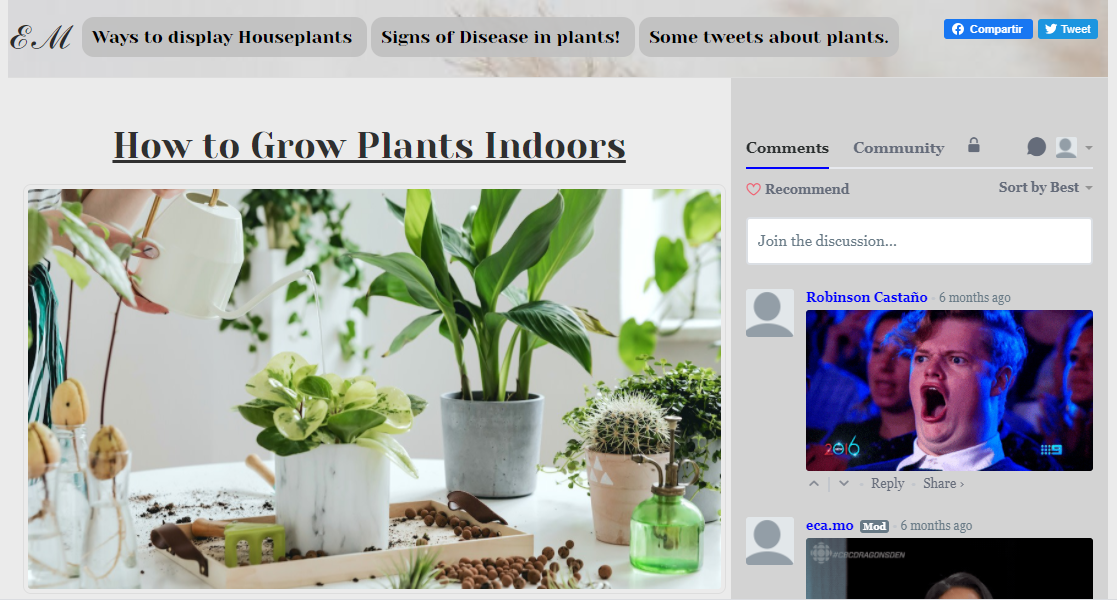 EM
Ways to display Houseplants
Signs of Disease in plants!
Some tweets about plants.
Compartir
Tweet
How to Grow Plants Indoors
Comments
Community
Recommend
Sort by Best
Join the discussion...
Robinson Castaño · 6 months ago
2016
9
Reply · Share ›
eca.mo Mod · 6 months ago
#CBCDRAGONSDEN